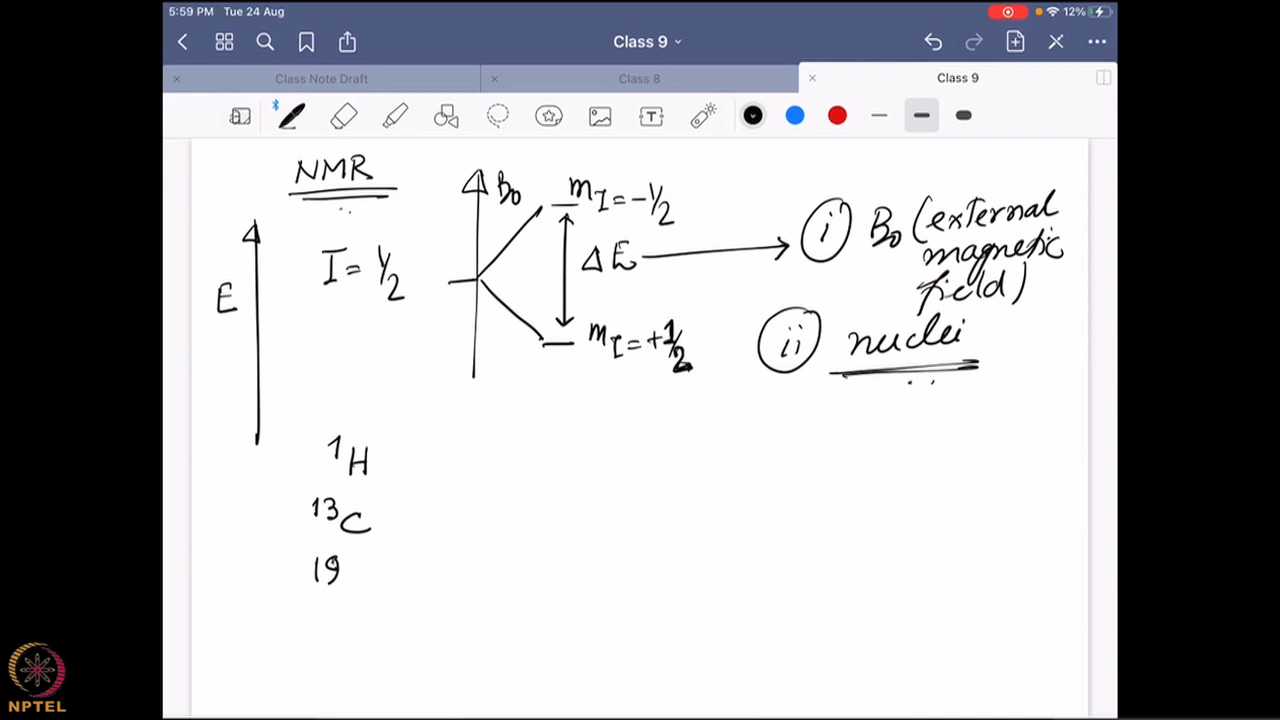 5:59 PM Tue 24 Aug
12%
Class 9
Class Note Draft
Class 8
Class 9
T
NMR
E
I = 1/2
B₀
mI = -1/2
ΔE
mI = +1/2
i B₀ (external
magnetic
field)
ii nuclei
¹H
¹³C
19
NPTEL